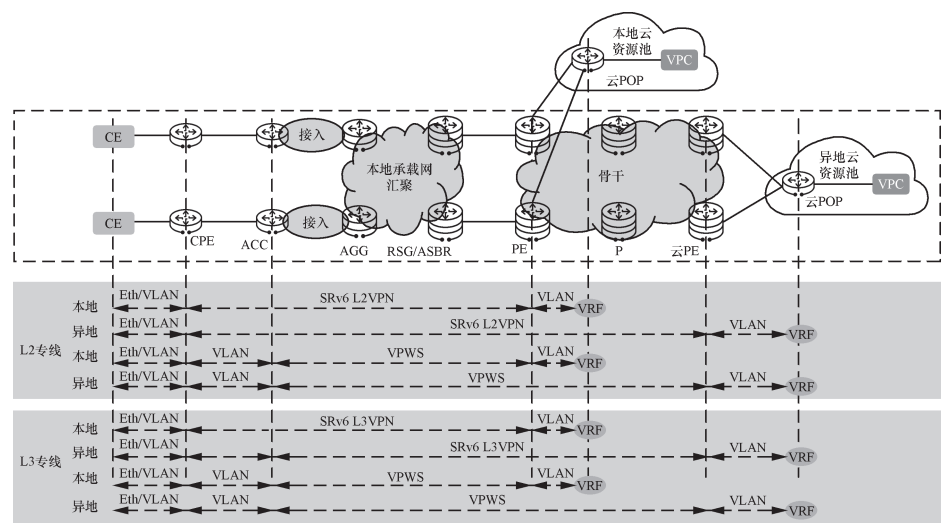 本地云
资源池
VPC
云POP
CE
接入
本地承载网
汇聚
骨干
异地云
资源池
VPC
云POP
CE
接入
CPE
ACC
AGG
RSG/ASBR
PE
P
云PE
L2专线
本地 Eth/VLAN SRv6 L2VPN VLAN VRF
异地 Eth/VLAN SRv6 L2VPN VLAN VRF
本地 Eth/VLAN VLAN VPWS VLAN VRF
异地 Eth/VLAN VLAN VPWS VLAN VRF
L3专线
本地 Eth/VLAN SRv6 L3VPN VLAN VRF
异地 Eth/VLAN SRv6 L3VPN VLAN VRF
本地 Eth/VLAN VLAN VPWS VLAN VRF
异地 Eth/VLAN VLAN VPWS VLAN VRF